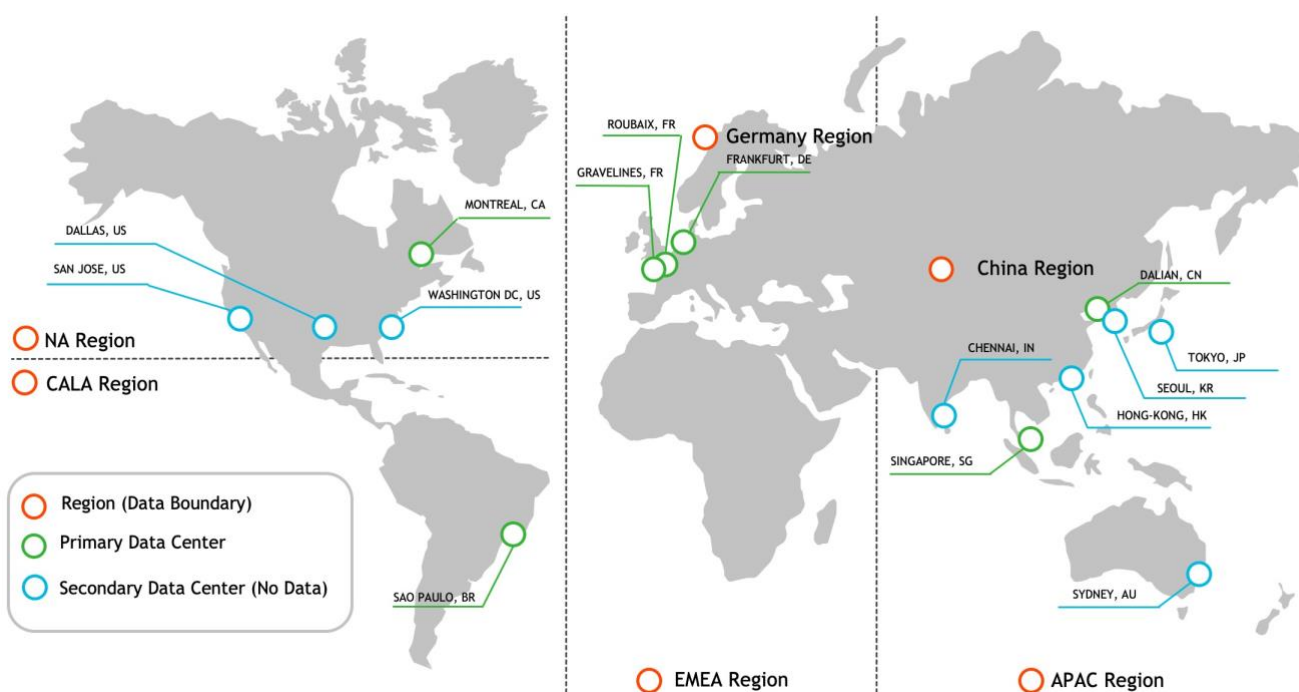 ROUBAIX, FR
Germany Region
FRANKFURT, DE
GRAVELINES, FR
MONTREAL, CA
DALLAS, US
SAN JOSE, US
WASHINGTON DC, US
China Region
DALIAN, CN
NA Region
CHENNAI, IN
TOKYO, JP
CALA Region
SEOUL, KR
HONG-KONG, HK
SINGAPORE, SG
Region (Data Boundary)
Primary Data Center
Secondary Data Center (No Data)
SAO PAULO, BR
SYDNEY, AU
EMEA Region
APAC Region